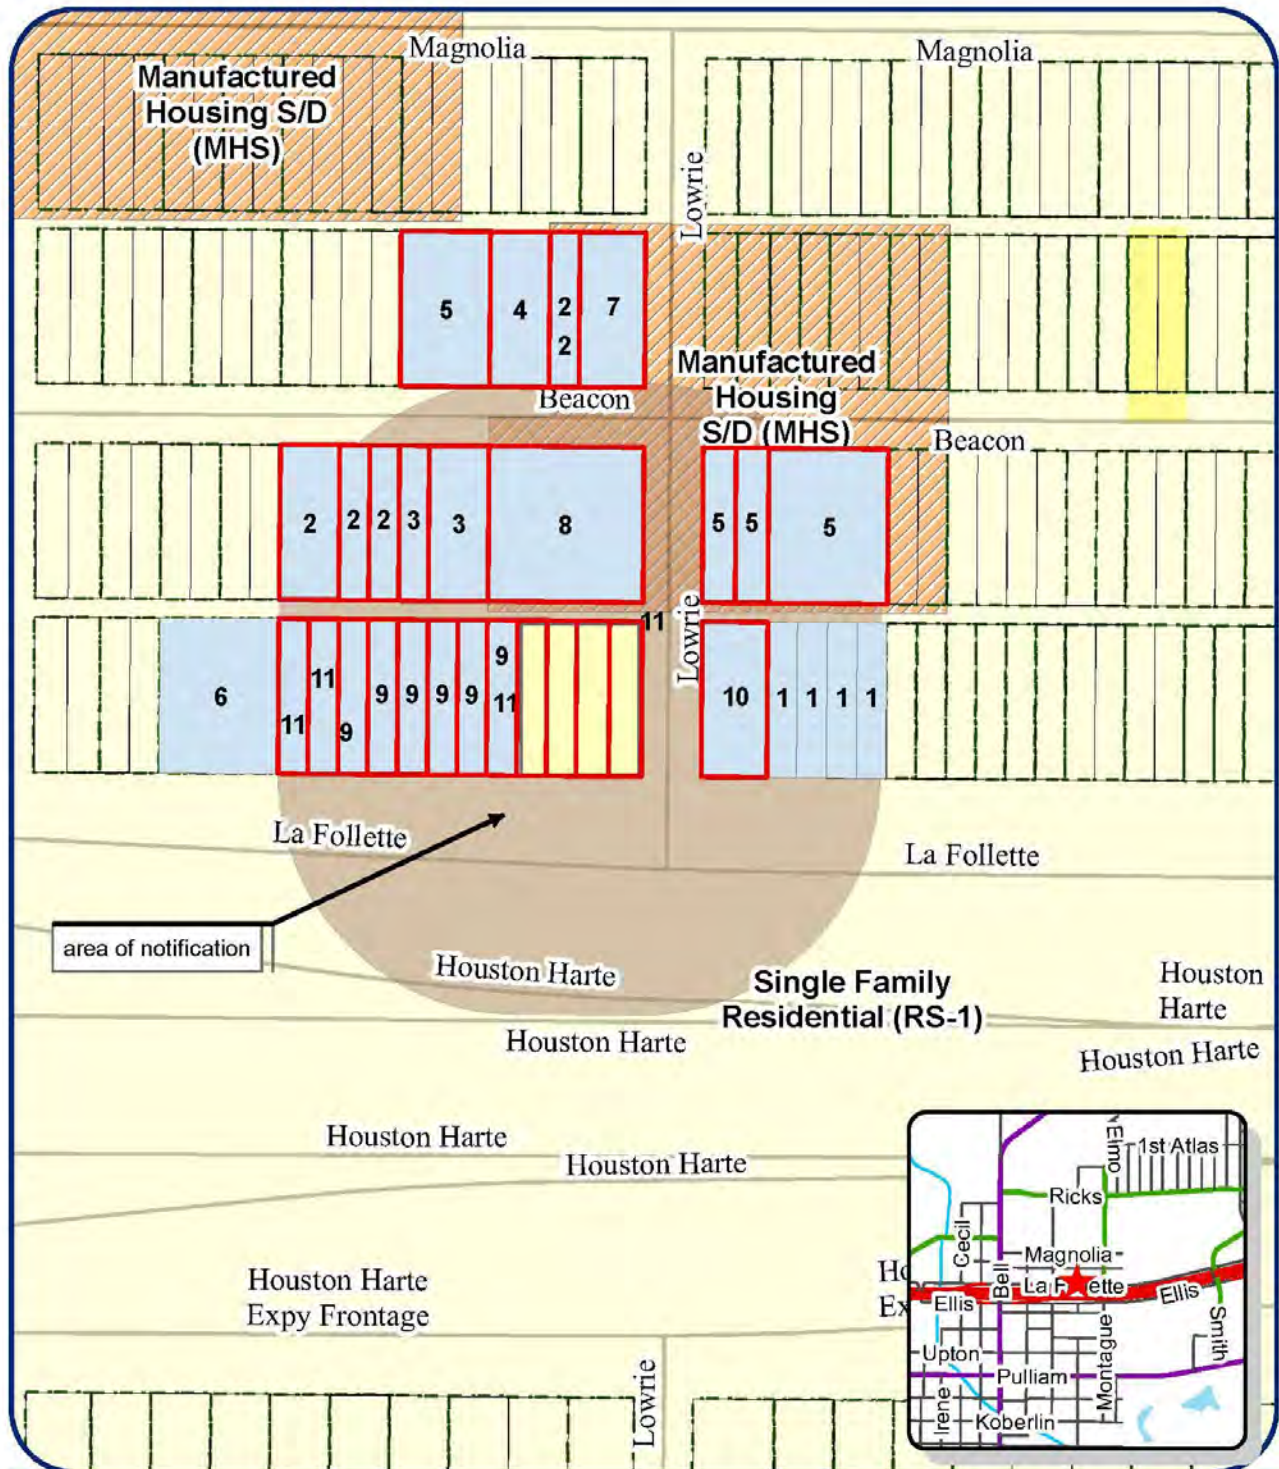 Magnolia
Magnolia
Manufactured
Housing S/D
(MHS)
Lowrie
5
4
2
2
7
Manufactured
Housing
S/D (MHS)
Beacon
Beacon
2
2
2
3
3
8
5
5
5
11
Lowrie
6
11
11
9
9
9
9
9
9
11
10
1
1
1
1
La Follette
La Follette
area of notification
Houston Harte
Single Family
Residential (RS-1)
Houston
Harte
Houston Harte
Houston Harte
Houston Harte
Houston Harte
Houston Harte
Expy Frontage
Ho
Ex
Lowrie
Elmo
1st Atlas
Ricks
Cecil
Magnolia
Bell
La F ette
Ellis
Ellis
Smith
Upton
Montague
Pulliam
Irene
Koberlin